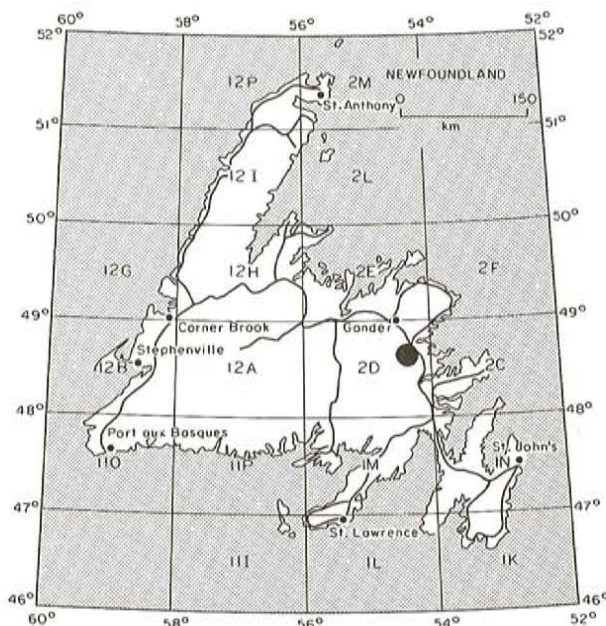 60° 58° 56° 54° 52°
52° 52°
12P 2M NEWFOUNDLAND
St. Anthony 0 150
km
51° 51°
12I 2L
50° 50°
12G 12H 2E 2F
49° 49°
Corner Brook Gander
Stephenville
12B 12A 2D 2C
48° 48°
Port aux Basques St. John's
11O 11P 1M 1N
47° 47°
St. Lawrence
11I 1L 1K
46° 46°
60° 58° 56° 54° 52°